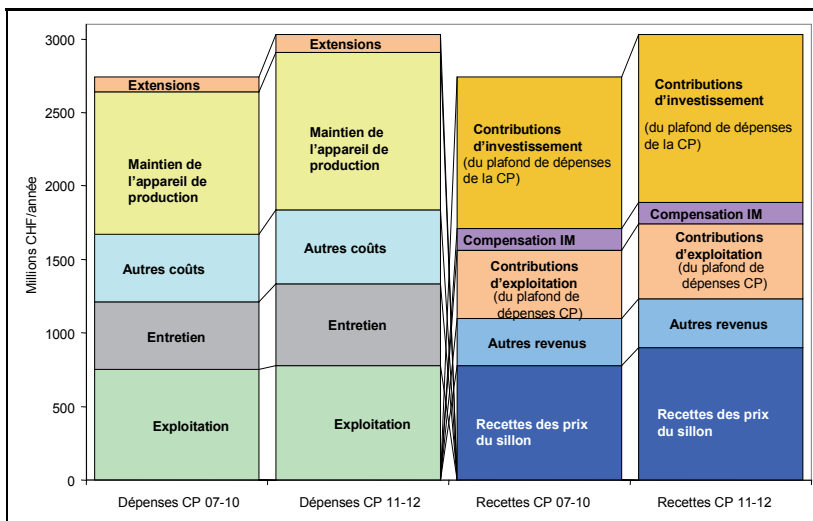 Millions CHF/année
3000
2500
2000
1500
1000
500
0
Extensions
Maintien de
l'appareil de
production
Autres coûts
Entretien
Exploitation
Extensions
Maintien de
l'appareil de
production
Autres coûts
Entretien
Exploitation
Contributions
d'investissement
(du plafond de dépenses
de la CP)
Compensation IM
Contributions
d'exploitation
(du plafond de
dépenses CP)
Autres revenus
Recettes des prix
du sillon
Contributions
d'investissement
(du plafond de dépenses
de la CP)
Compensation IM
Contributions
d'exploitation
(du plafond de
dépenses CP)
Autres revenus
Recettes des prix
du sillon
Dépenses CP 07-10
Dépenses CP 11-12
Recettes CP 07-10
Recettes CP 11-12